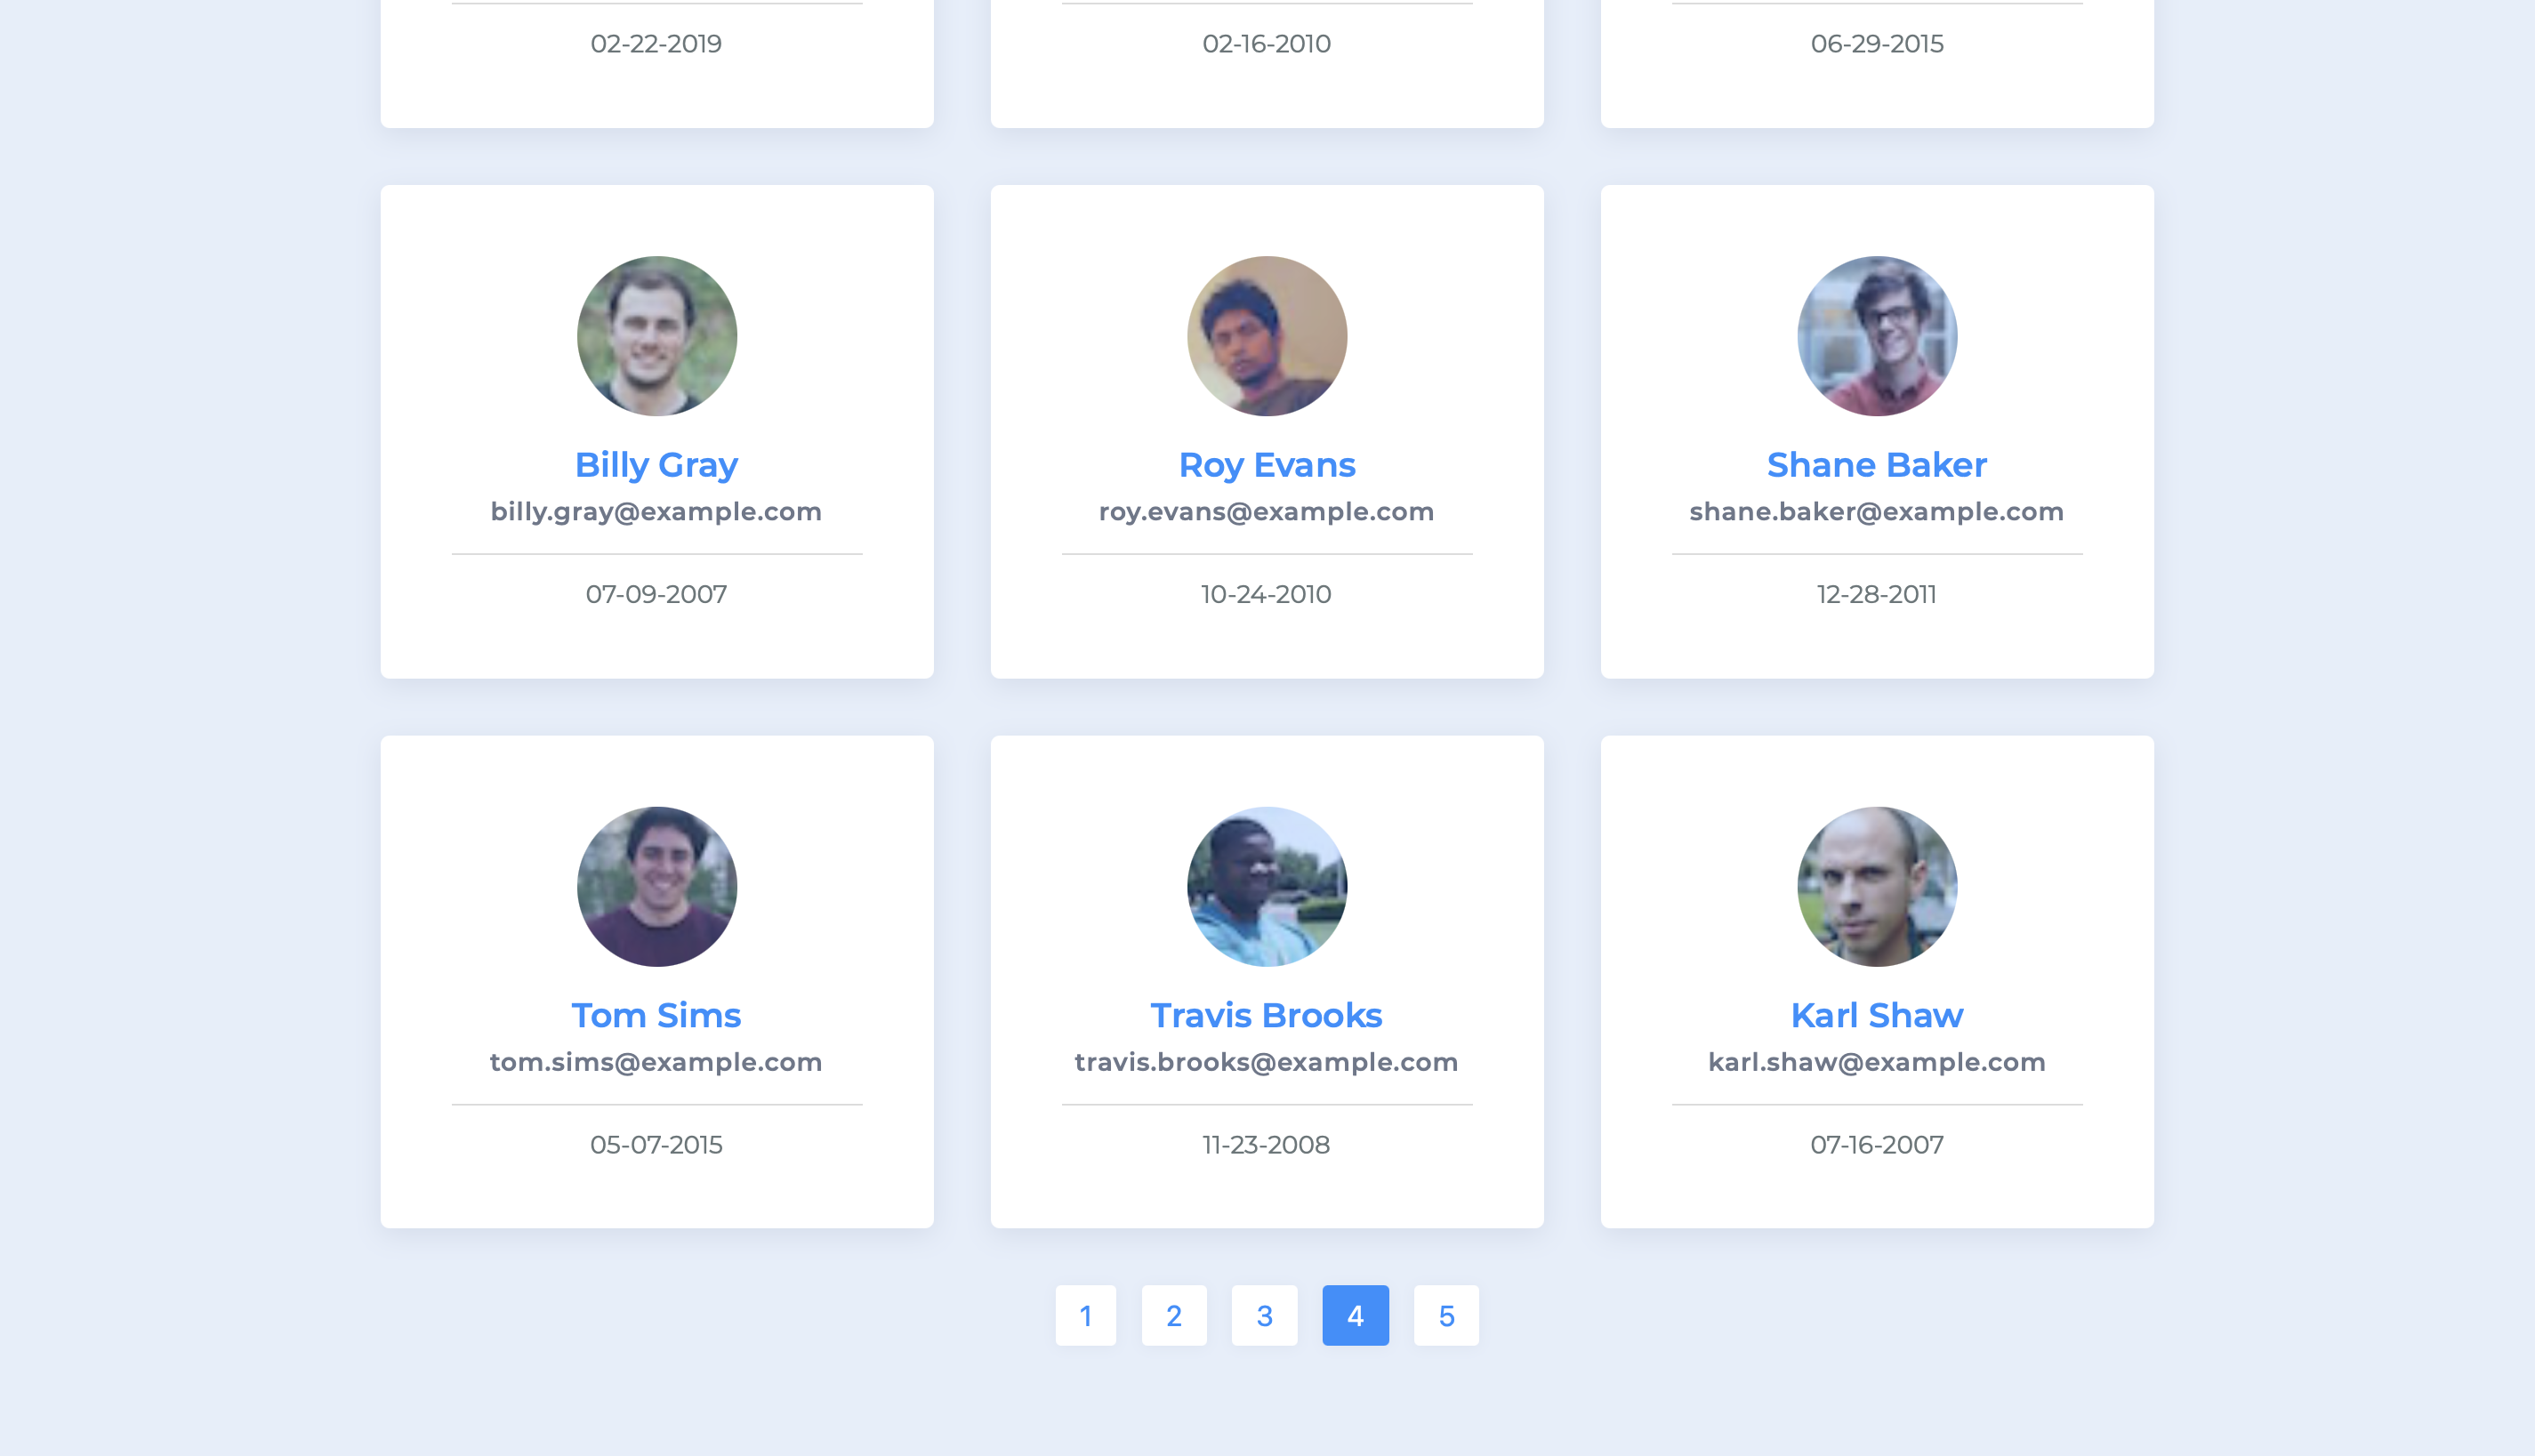 02-22-2019
02-16-2010
06-29-2015
Billy Gray
billy.gray@example.com
07-09-2007
Roy Evans
roy.evans@example.com
10-24-2010
Shane Baker
shane.baker@example.com
12-28-2011
Tom Sims
tom.sims@example.com
05-07-2015
Travis Brooks
travis.brooks@example.com
11-23-2008
Karl Shaw
karl.shaw@example.com
07-16-2007
1 2 3 4 5